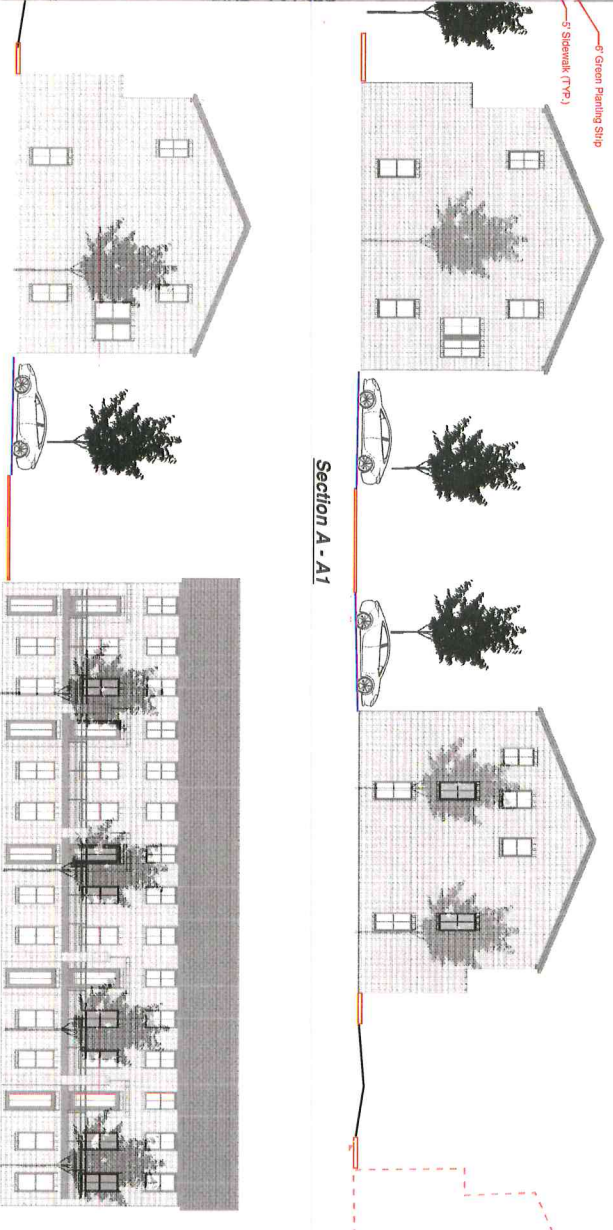 6' Green Planting Strip
5' Sidewalk (TYP.)
Section A - A1